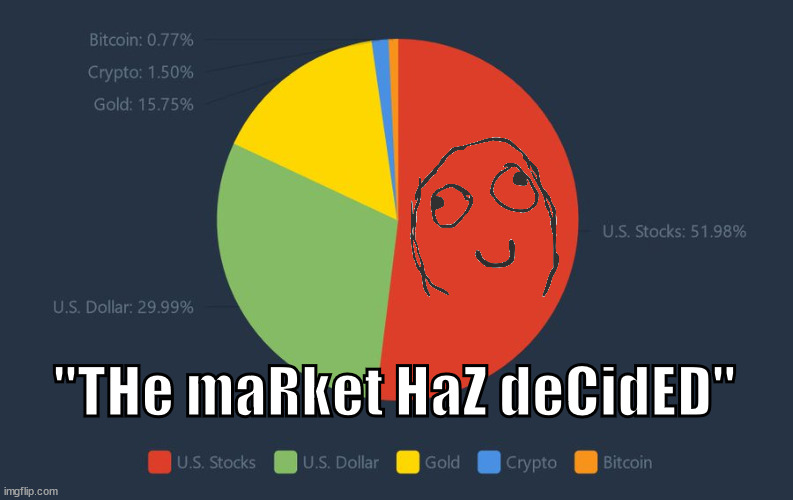 Bitcoin: 0.77%
Crypto: 1.50%
Gold: 15.75%
U.S. Stocks: 51.98%
U.S. Dollar: 29.99%
"THe maRket HaZ deCidED"
U.S. Stocks U.S. Dollar Gold Crypto Bitcoin
imgflip.com